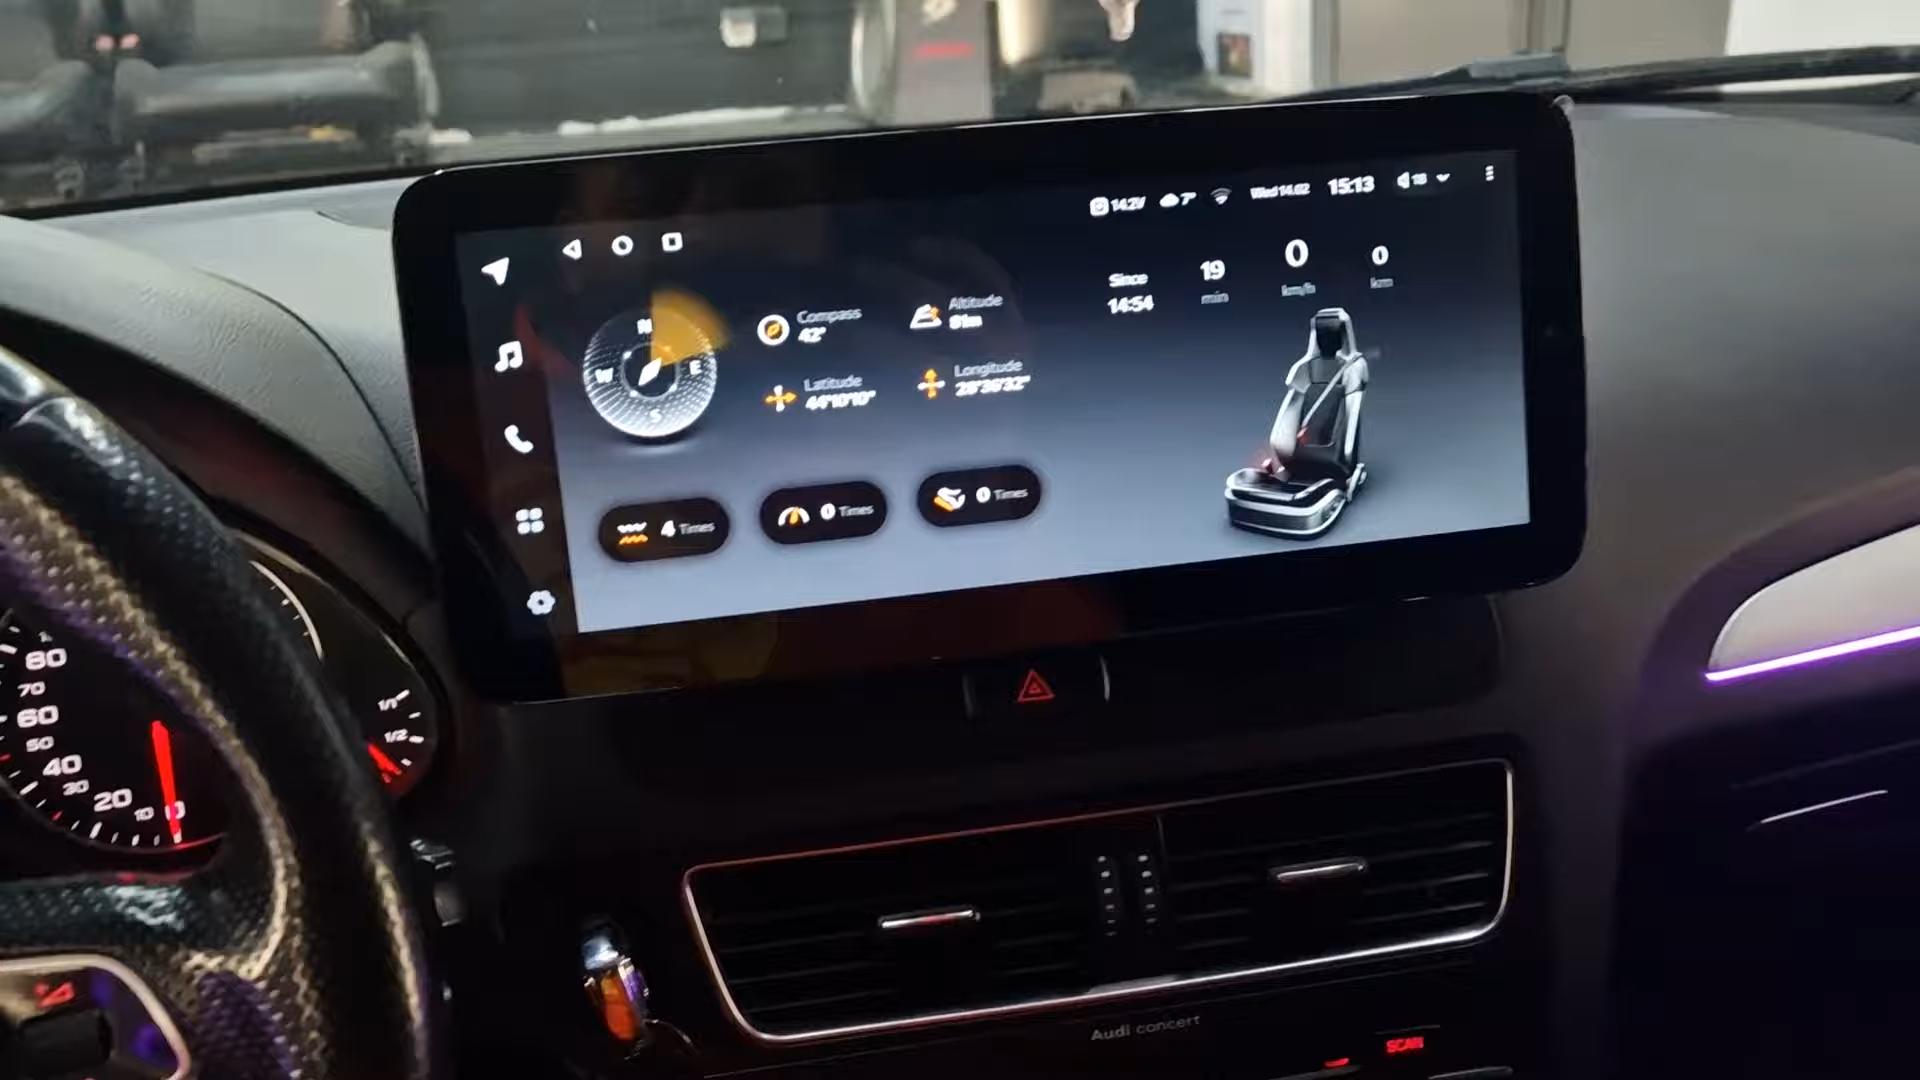 14.2V 7° Wed 14.02 15:13 18
Since
14:54
19
min
0
km/h
0
km
N
E
S
W
Compass
42°
Altitude
81m
Latitude
44°10'10"
Longitude
28°36'32"
4 Times
0 Times
0 Times
80
70
60
50
40
30
20
10
0
1/1
1/2
Audi concert
SCAN